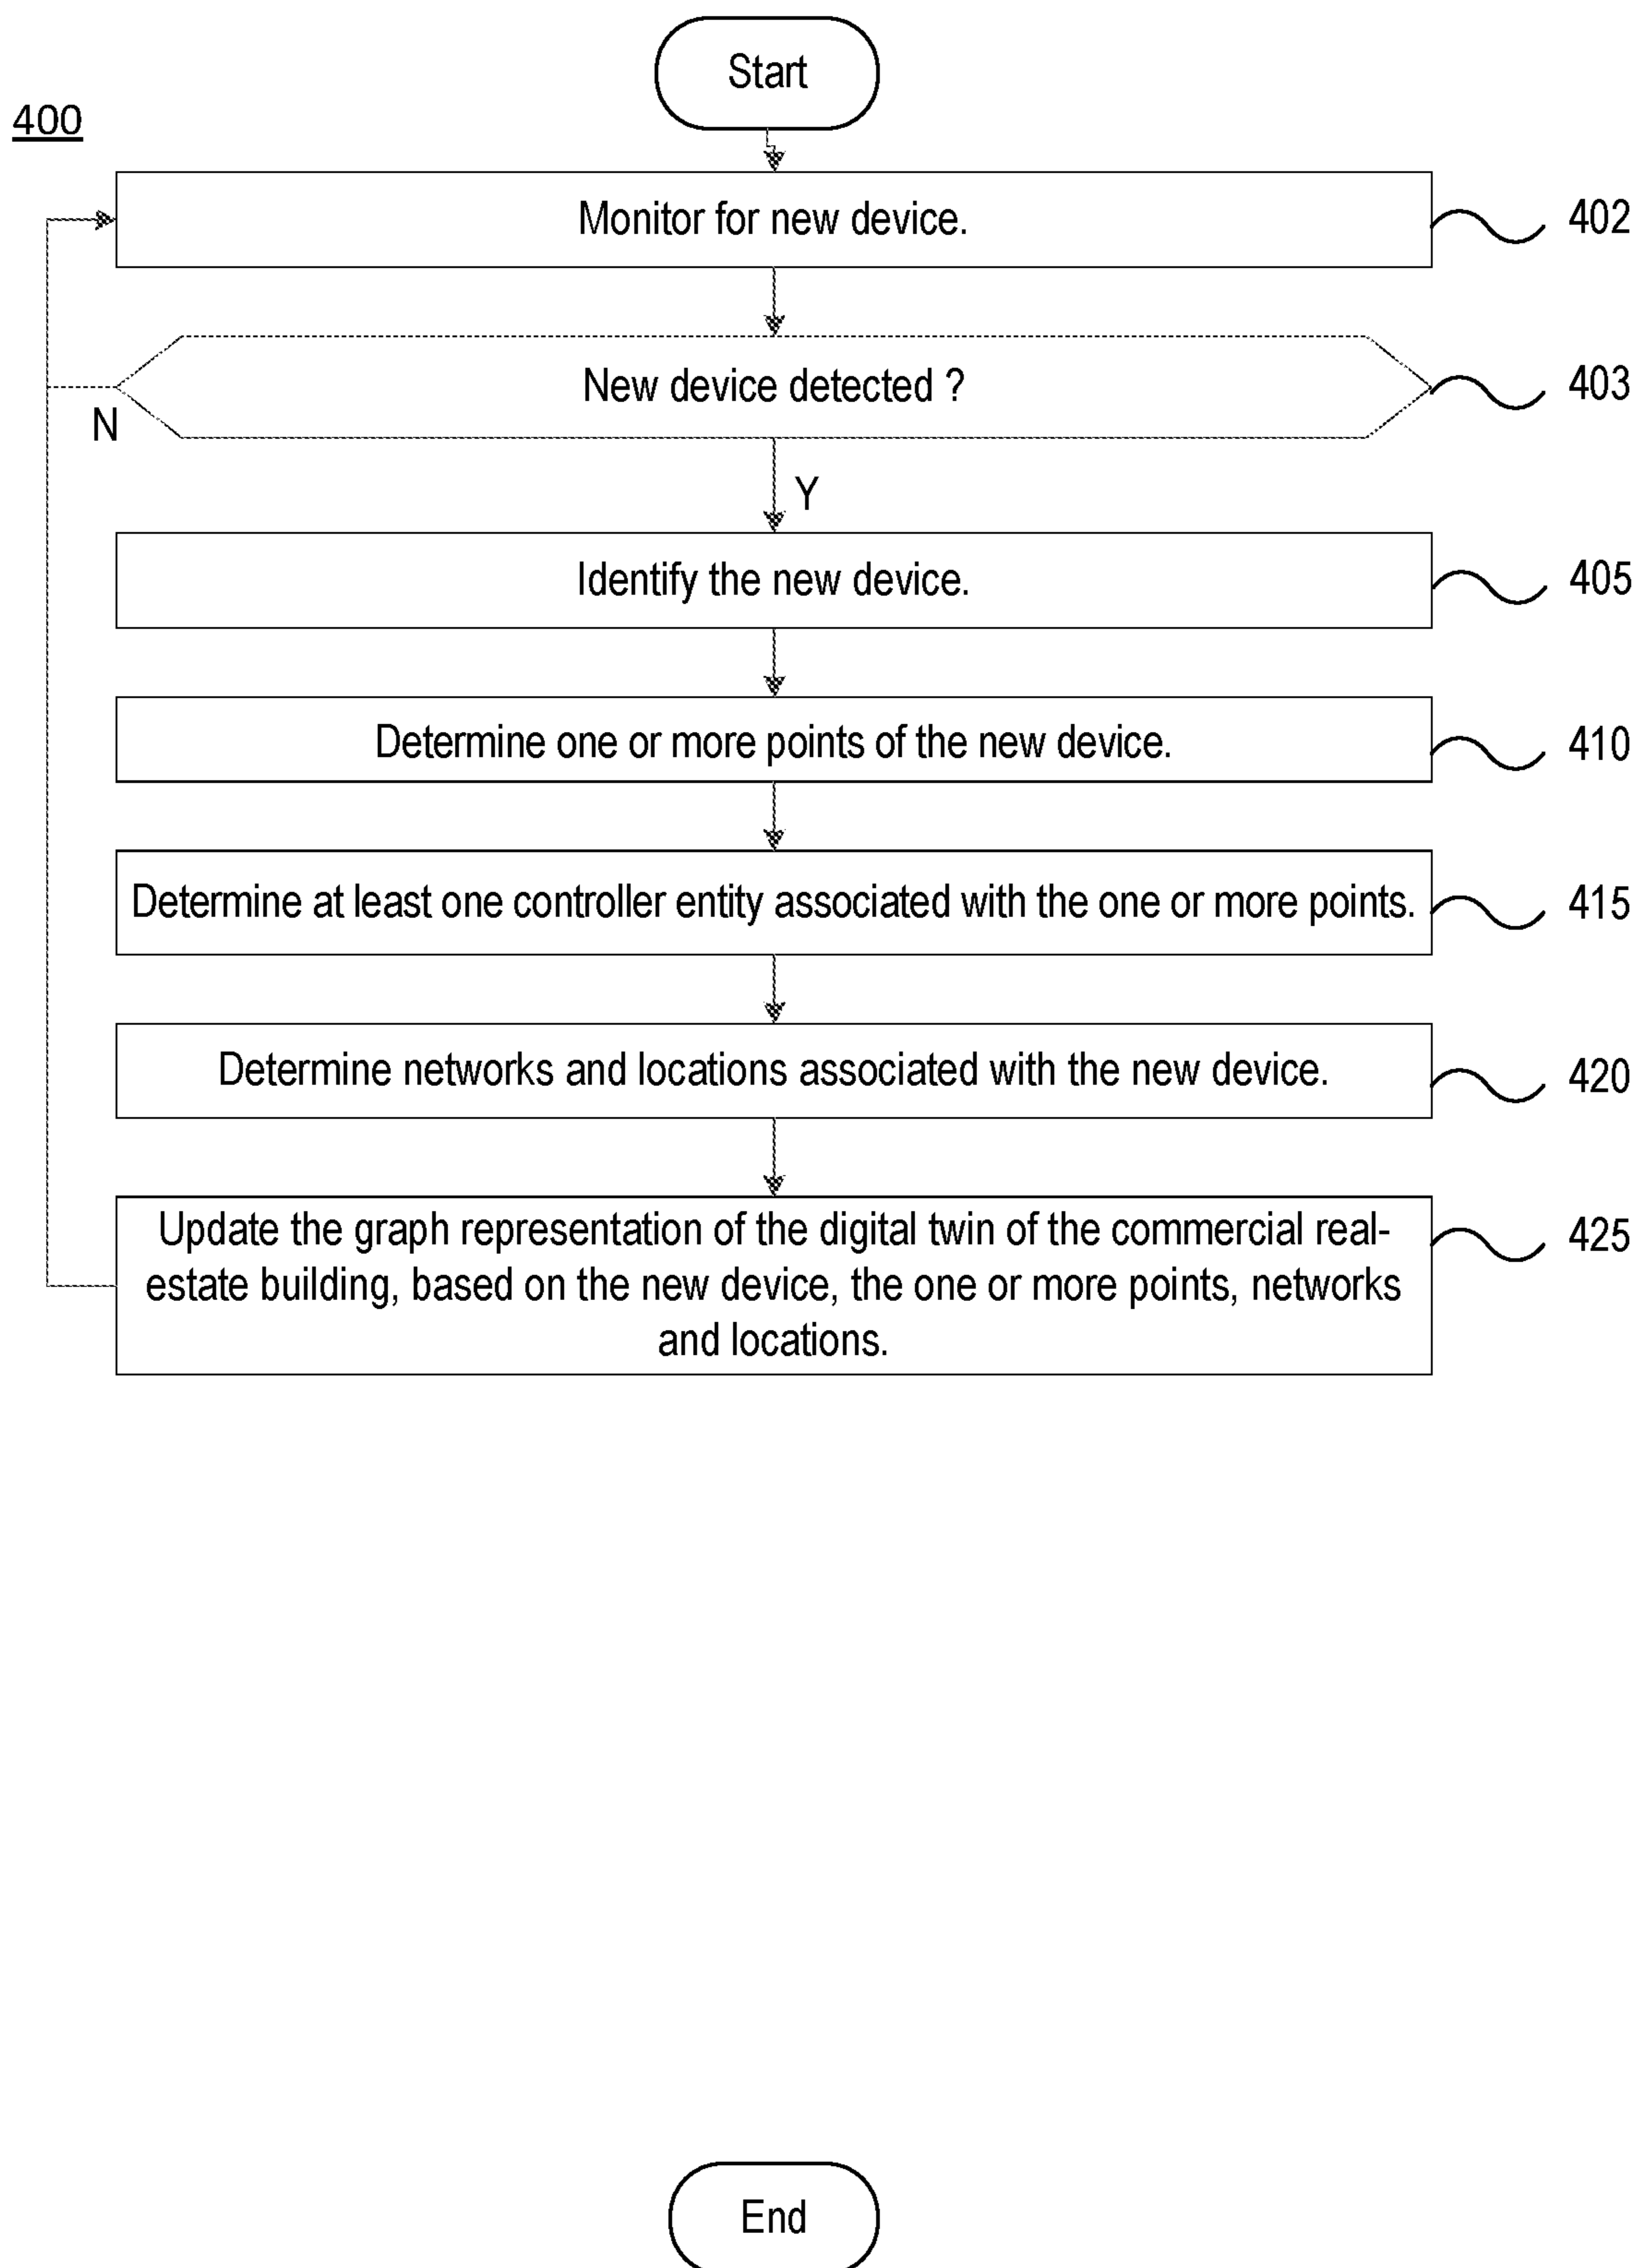 Start
400
Monitor for new device.
402
New device detected ?
403
N
Y
Identify the new device.
405
Determine one or more points of the new device.
410
Determine at least one controller entity associated with the one or more points.
415
Determine networks and locations associated with the new device.
420
Update the graph representation of the digital twin of the commercial real-
estate building, based on the new device, the one or more points, networks
and locations.
425
End